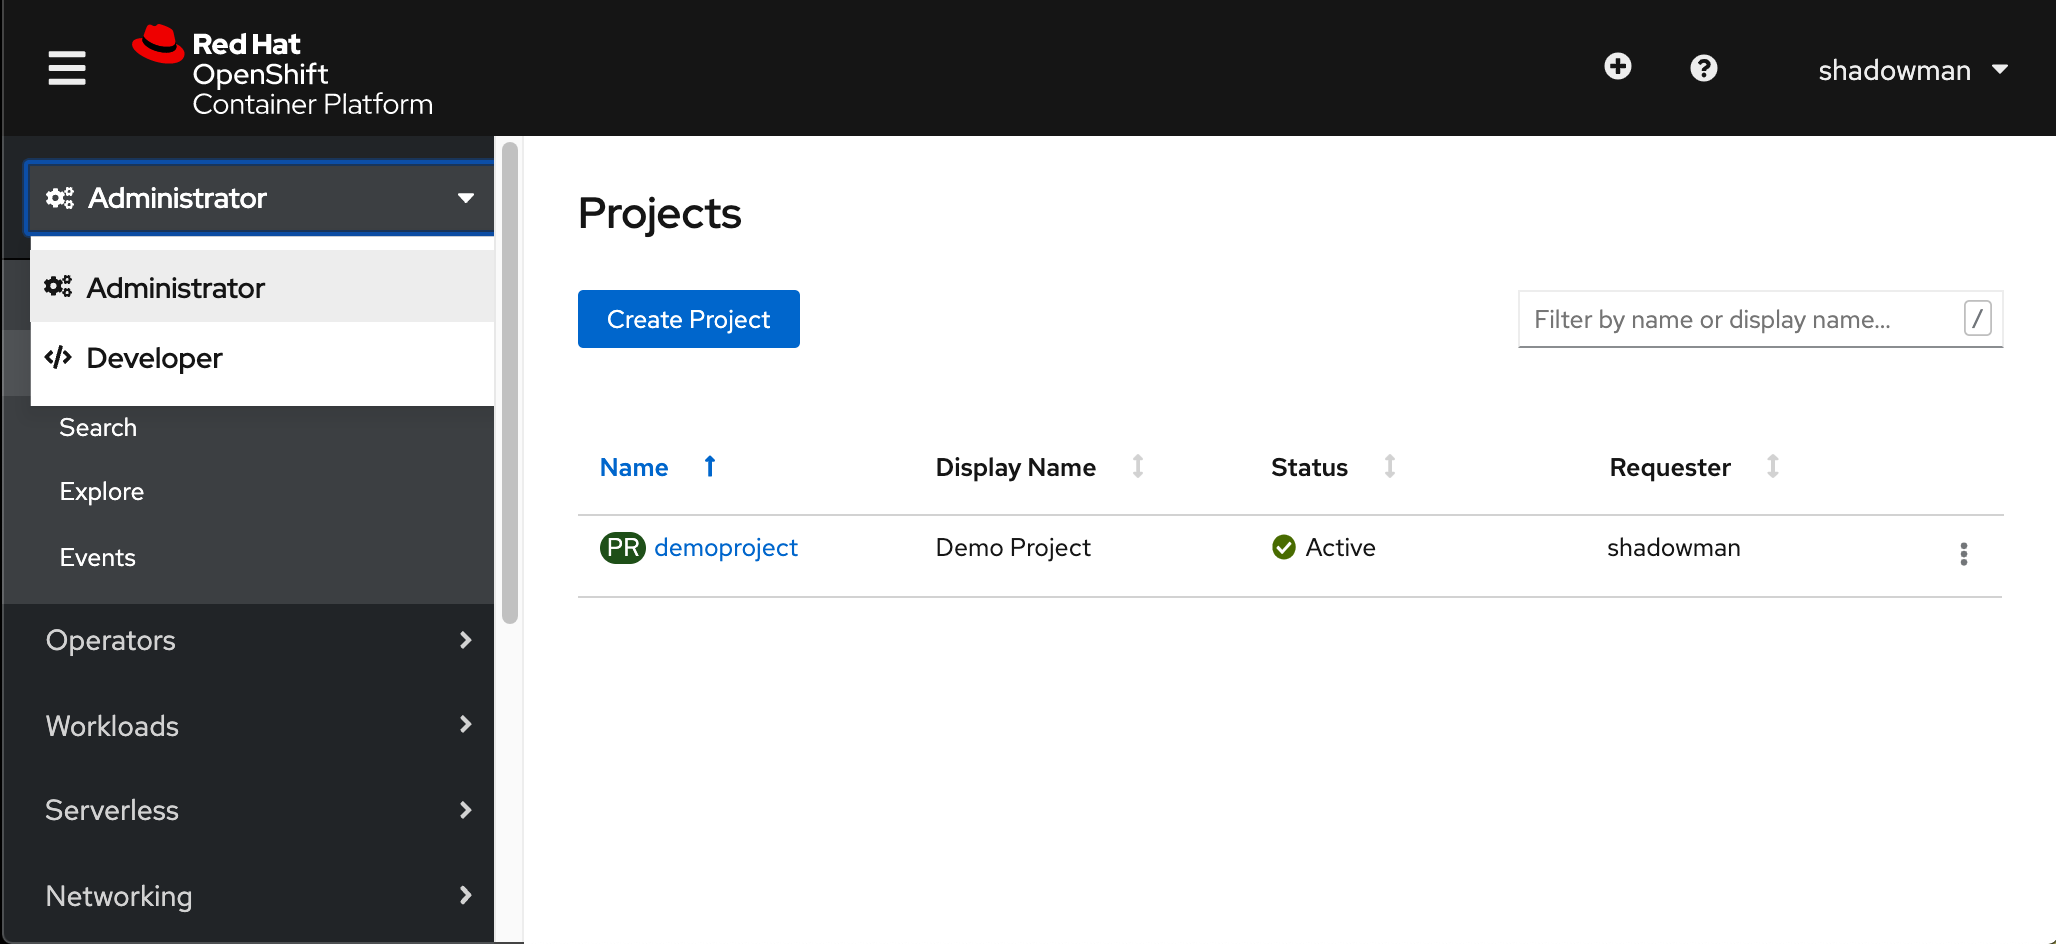 Red Hat
OpenShift
Container Platform
shadowman
Administrator
Administrator
Developer
Search
Explore
Events
Operators
Workloads
Serverless
Networking
Projects
Create Project
Filter by name or display name...
/
Name Display Name Status Requester
PR demoproject Demo Project Active shadowman